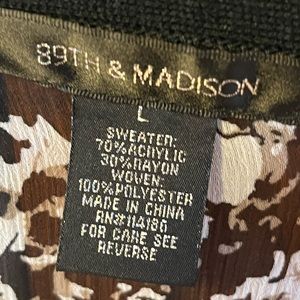 89TH & MADISON
L
SWEATER:
70%ACRYLIC
30%RAYON
WOVEN:
100%POLYESTER
MADE IN CHINA
RN#114186
FOR CARE SEE
REVERSE